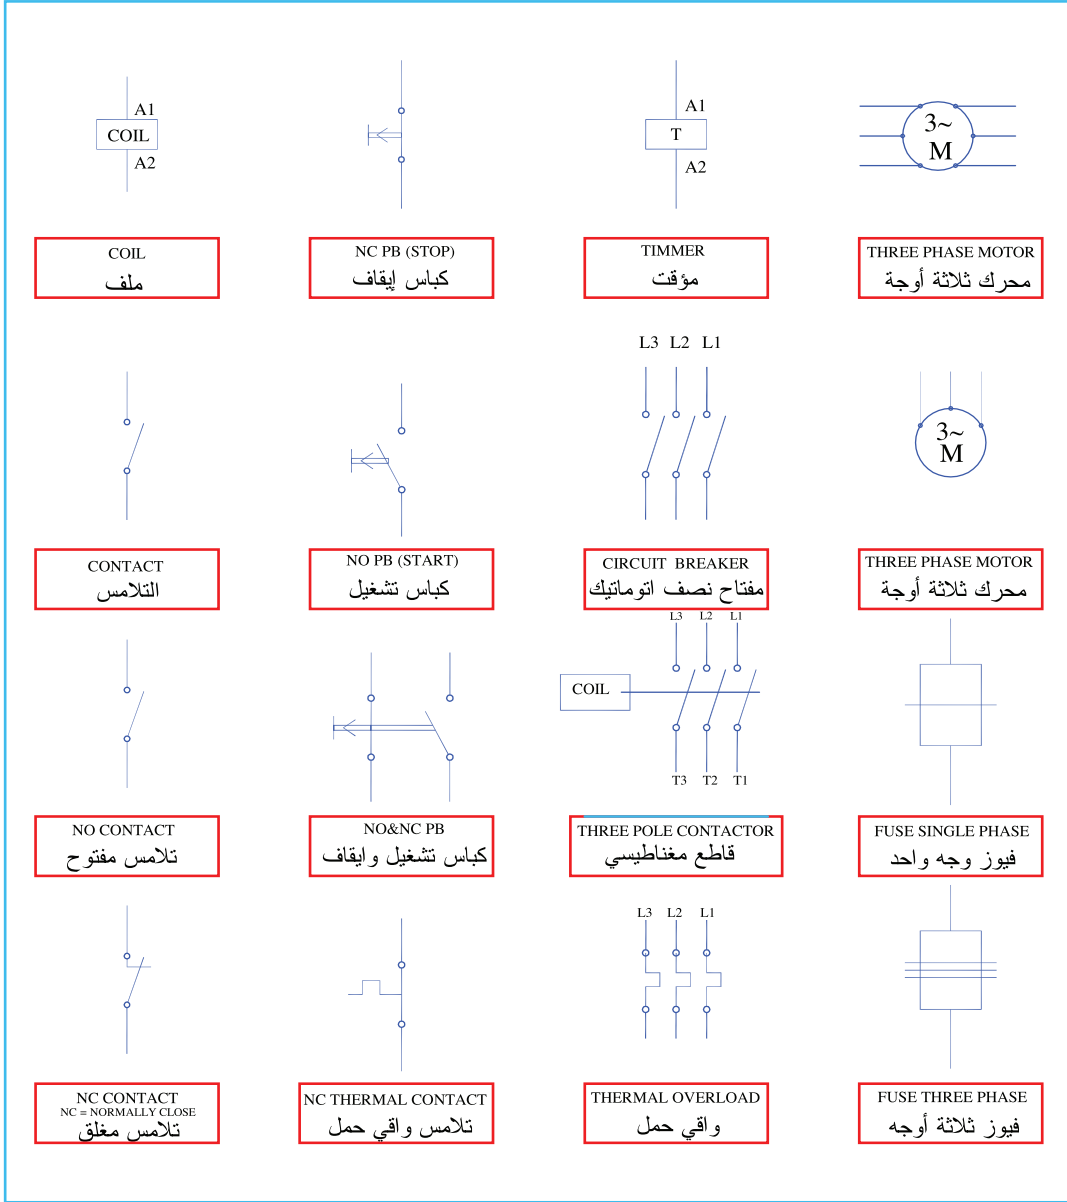 A1
COIL
A2
COIL
ملف
NC PB (STOP)
كباس إيقاف
A1
T
A2
TIMMER
مؤقت
3~
M
THREE PHASE MOTOR
محرك ثلاثة أوجة
CONTACT
التلامس
NO PB (START)
كباس تشغيل
L3 L2 L1
CIRCUIT BREAKER
مفتاح نصف اتوماتيك
3~
M
THREE PHASE MOTOR
محرك ثلاثة أوجة
NO CONTACT
تلامس مفتوح
NO&NC PB
كباس تشغيل وايقاف
L3 L2 L1
COIL
T3 T2 T1
THREE POLE CONTACTOR
قاطع مغناطيسي
FUSE SINGLE PHASE
فيوز وجه واحد
NC CONTACT
NC = NORMALLY CLOSE
تلامس مغلق
NC THERMAL CONTACT
تلامس واقي حمل
L3 L2 L1
THERMAL OVERLOAD
واقي حمل
FUSE THREE PHASE
فيوز ثلاثة أوجه